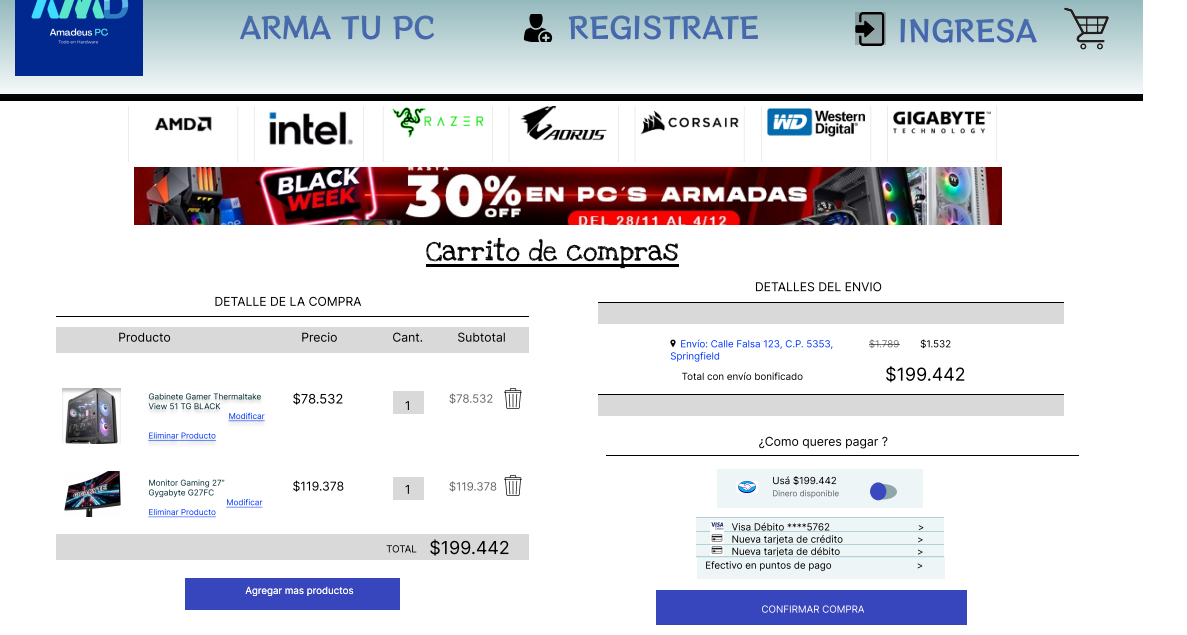 AMD
Amadeus PC
Todo en Hardware
ARMA TU PC
REGISTRATE
INGRESA
AMD
intel.
RAZER
AORUS
CORSAIR
WD Western Digital®
GIGABYTE™
TECHNOLOGY
BLACK WEEK
HASTA
30% OFF EN PC´S ARMADAS
DEL 28/11 AL 4/12
Carrito de compras
DETALLE DE LA COMPRA
Producto Precio Cant. Subtotal
Gabinete Gamer Thermaltake
View 51 TG BLACK
$78.532 1 $78.532
Modificar
Eliminar Producto
Monitor Gaming 27"
Gygabyte G27FC
$119.378 1 $119.378
Modificar
Eliminar Producto
TOTAL $199.442
Agregar mas productos
DETALLES DEL ENVIO
Envío: Calle Falsa 123, C.P. 5353,
Springfield
$1.789 $1.532
Total con envío bonificado $199.442
¿Como queres pagar ?
Usá $199.442
Dinero disponible
VISA Visa Débito ****5762 >
Nueva tarjeta de crédito >
Nueva tarjeta de débito >
Efectivo en puntos de pago >
CONFIRMAR COMPRA